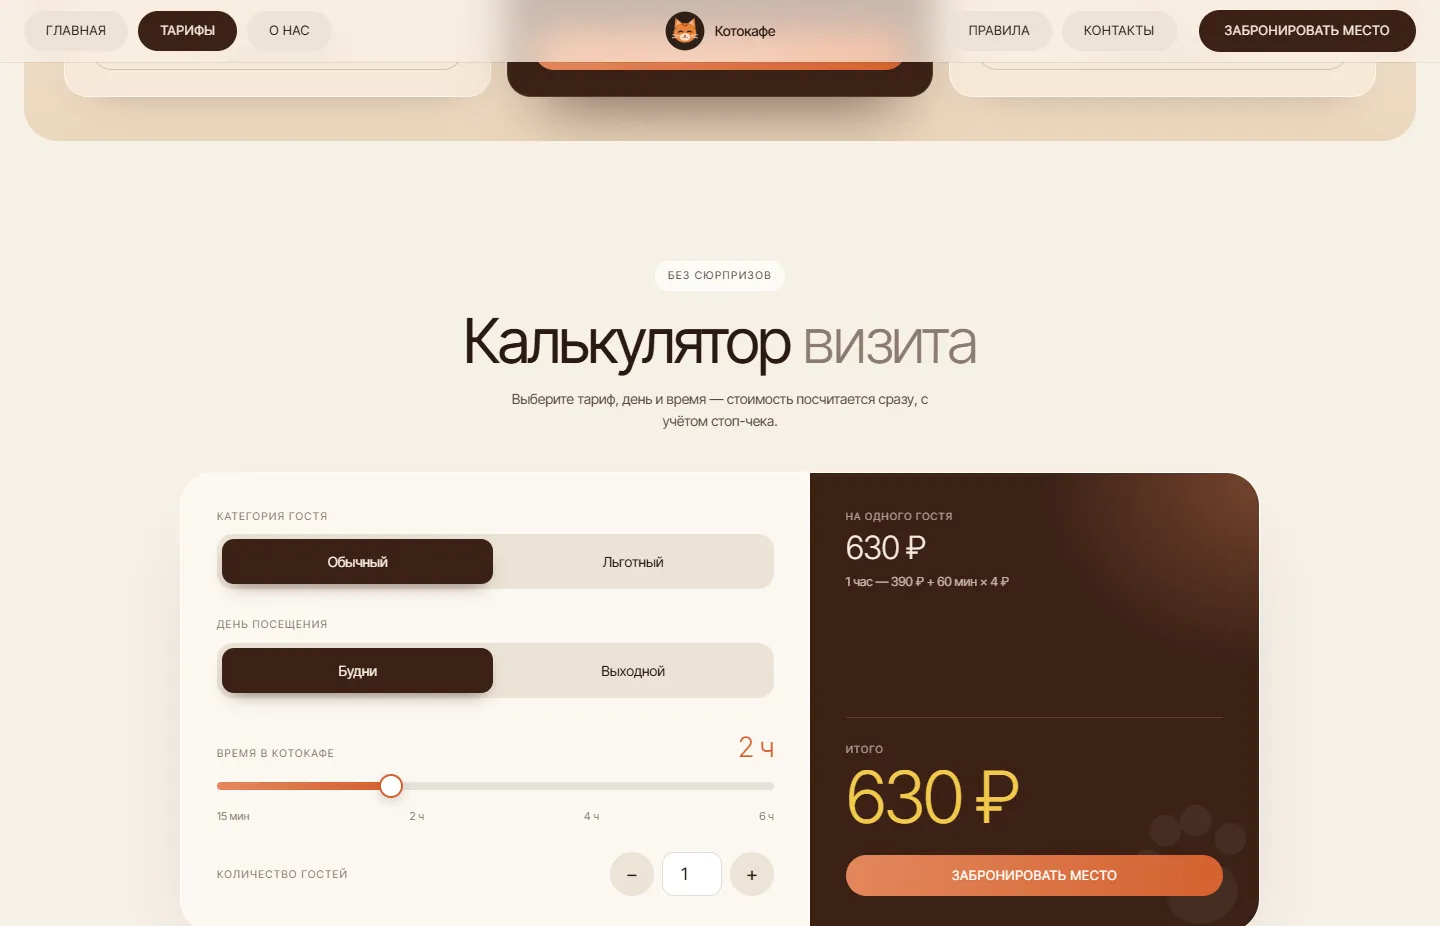 ГЛАВНАЯ
ТАРИФЫ
О НАС
Котокафе
ПРАВИЛА
КОНТАКТЫ
ЗАБРОНИРОВАТЬ МЕСТО
БЕЗ СЮРПРИЗОВ
Калькулятор визита
Выберите тариф, день и время — стоимость посчитается сразу, с
учётом стоп-чека.
КАТЕГОРИЯ ГОСТЯ
Обычный
Льготный
ДЕНЬ ПОСЕЩЕНИЯ
Будни
Выходной
ВРЕМЯ В КОТОКАФЕ
2 ч
15 мин
2 ч
4 ч
6 ч
КОЛИЧЕСТВО ГОСТЕЙ
−
1
+
НА ОДНОГО ГОСТЯ
630 ₽
1 час — 390 ₽ + 60 мин × 4 ₽
ИТОГО
630 ₽
ЗАБРОНИРОВАТЬ МЕСТО